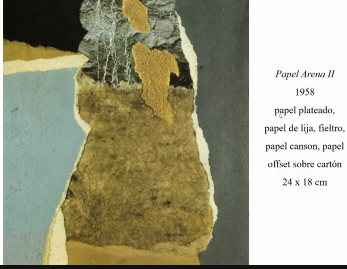 Papel Arena II
1958
papel plateado,
papel de lija, fieltro,
papel canson, papel
offset sobre cartón
24 x 18 cm